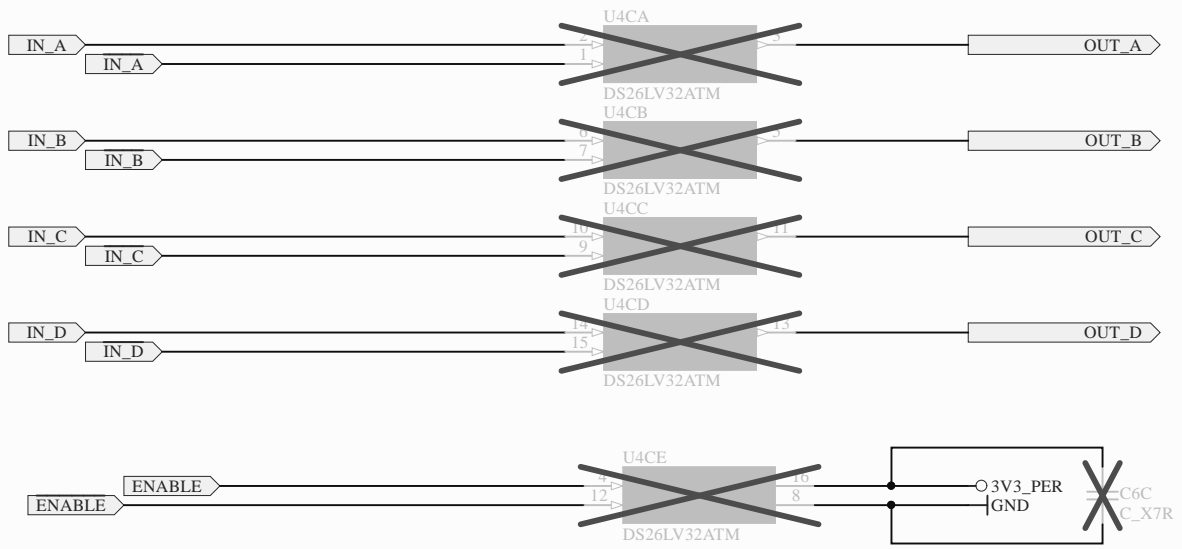 U4CA
IN_A 2 3 OUT_A
IN_A 1
DS26LV32ATM
U4CB
IN_B 6 5 OUT_B
IN_B 7
DS26LV32ATM
U4CC
IN_C 10 11 OUT_C
IN_C 9
DS26LV32ATM
U4CD
IN_D 14 13 OUT_D
IN_D 15
DS26LV32ATM
U4CE
ENABLE 4 16 3V3_PER C6C
ENABLE 12 8 GND C_X7R
DS26LV32ATM